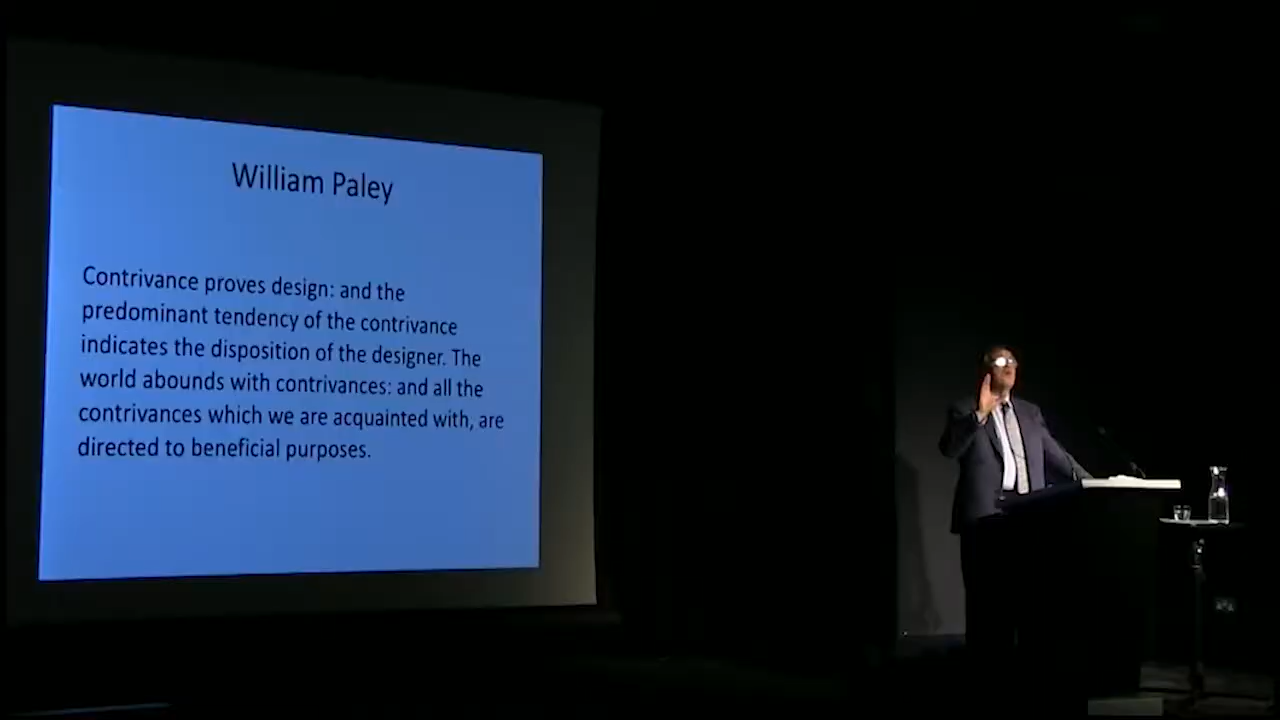 William Paley
Contrivance proves design: and the
predominant tendency of the contrivance
indicates the disposition of the designer. The
world abounds with contrivances: and all the
contrivances which we are acquainted with, are
directed to beneficial purposes.